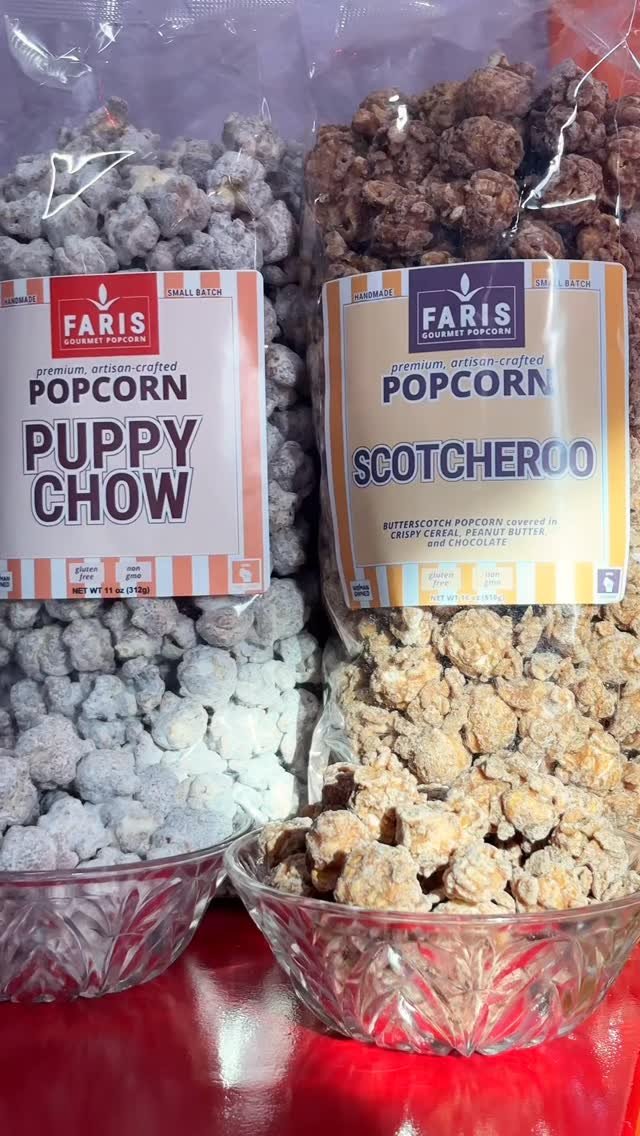 HANDMADE
SMALL BATCH
FARIS
GOURMET POPCORN
premium, artisan-crafted
POPCORN
PUPPY
CHOW
gluten
free
non
gmo
NET WT 11 oz (312g)
HANDMADE
SMALL BATCH
FARIS
GOURMET POPCORN
premium, artisan-crafted
POPCORN
SCOTCHEROO
BUTTERSCOTCH POPCORN covered in
CRISPY CEREAL, PEANUT BUTTER,
and CHOCOLATE
gluten
free
non
gmo
WOMAN
OWNED